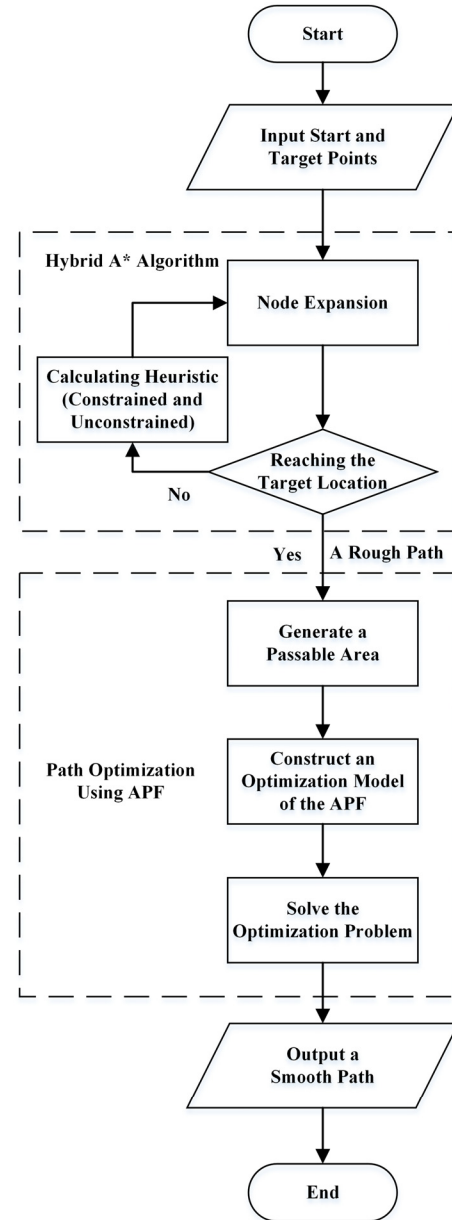 Start
Input Start and
Target Points
Hybrid A* Algorithm
Node Expansion
Calculating Heuristic
(Constrained and
Unconstrained)
Reaching the
Target Location
No
Yes
A Rough Path
Generate a
Passable Area
Path Optimization
Using APF
Construct an
Optimization Model
of the APF
Solve the
Optimization Problem
Output a
Smooth Path
End